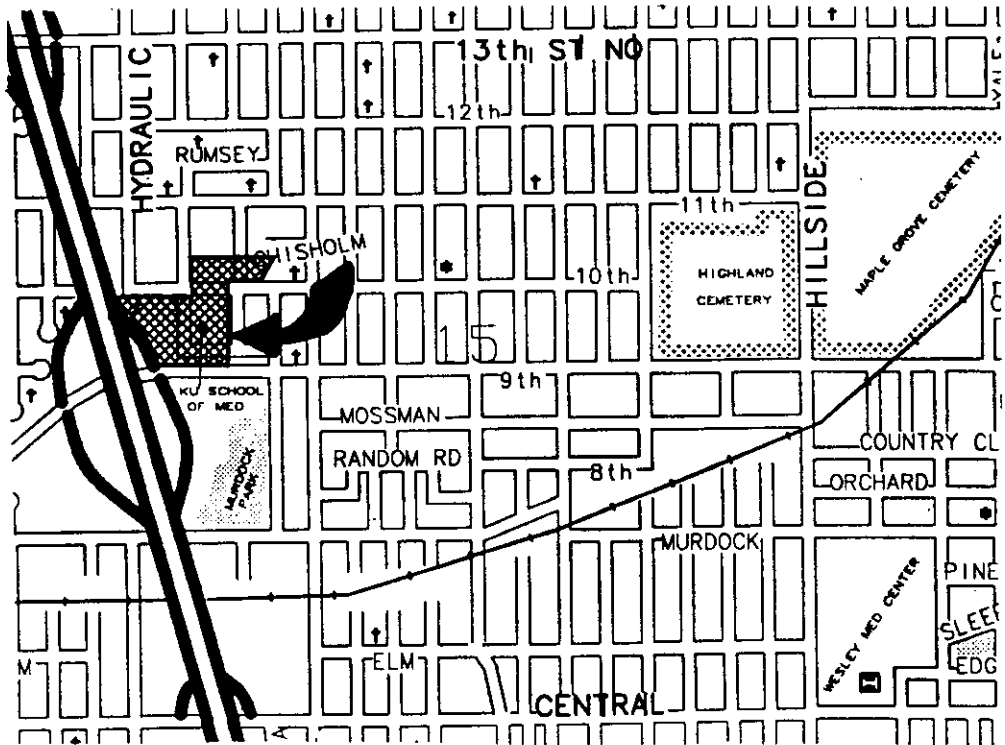 13th ST NO
HYDRAULIC
12th
RUMSEY
HILLSIDE
MAPLE GROVE CEMETERY
11th
CHISHOLM
10th
HIGHLAND
CEMETERY
15
9th
KU SCHOOL
OF MED
MOSSMAN
MURDOCK
PARK
RANDOM RD
8th
COUNTRY CL
ORCHARD
MURDOCK
PINE
WESLEY MED CENTER
SLEEP
M
ELM
EDG
CENTRAL
H
A